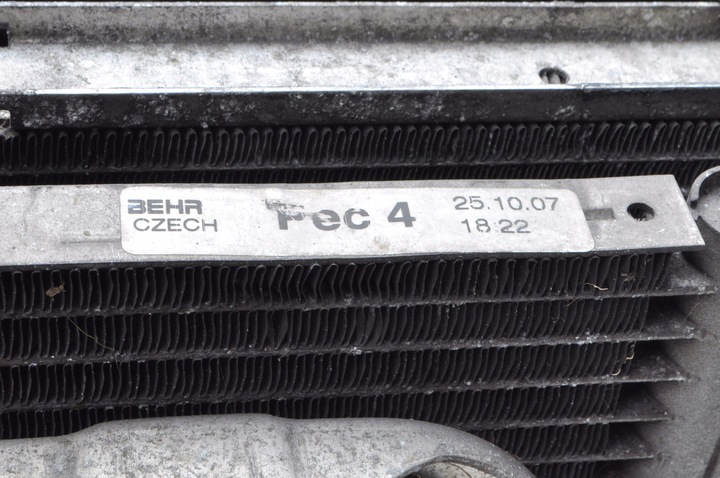 BEHR
CZECH
Pec 4
25.10.07
18:22